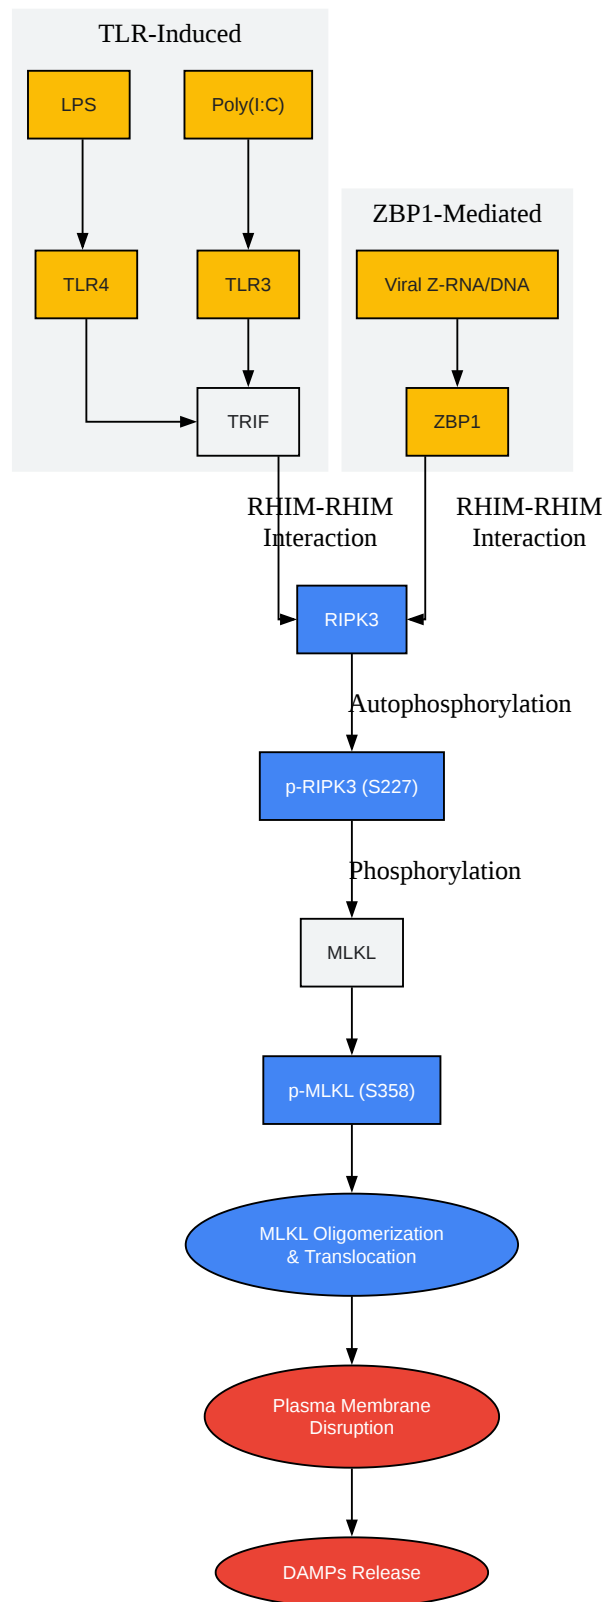 TLR-Induced
LPS
Poly(I:C)
ZBP1-Mediated
TLR4
TLR3
Viral Z-RNA/DNA
TRIF
ZBP1
RHIM-RHIM
Interaction
RHIM-RHIM
Interaction
RIPK3
Autophosphorylation
p-RIPK3 (S227)
Phosphorylation
MLKL
p-MLKL (S358)
MLKL Oligomerization
& Translocation
Plasma Membrane
Disruption
DAMPs Release